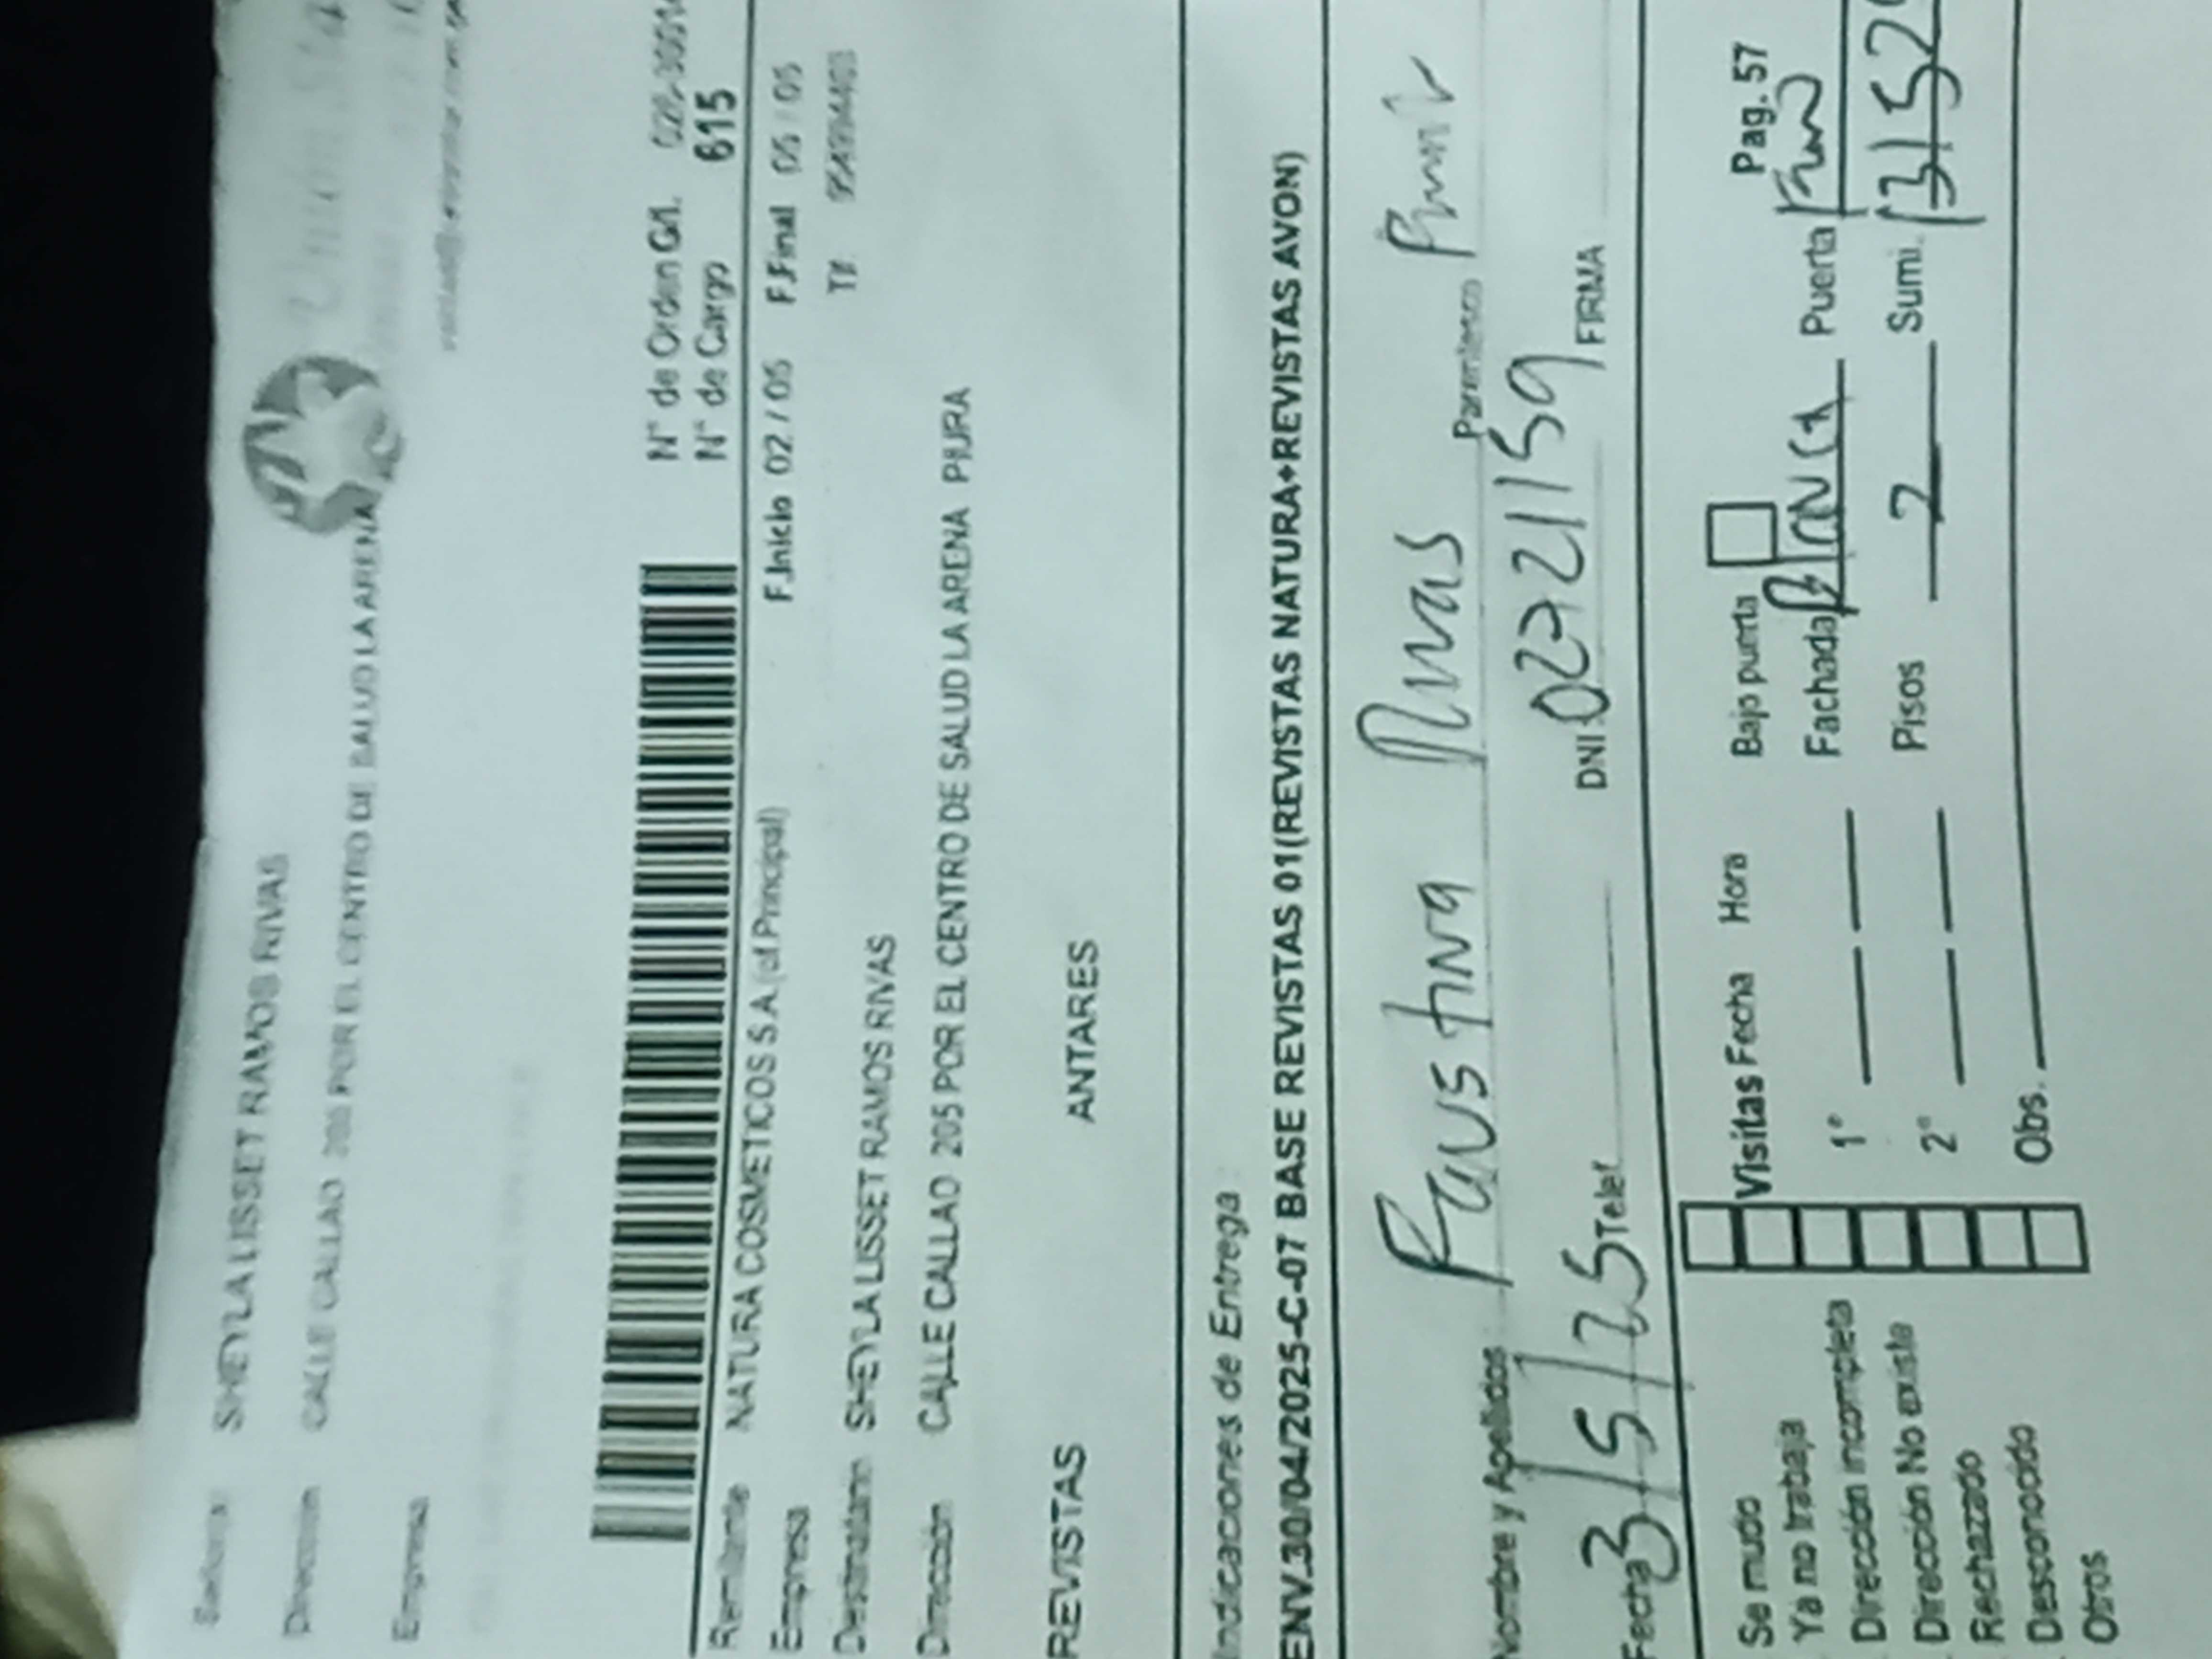 Señor(a) SHEYLA LISSET RAMOS RIVAS
Dirección CALLE CALLAO 205 POR EL CENTRO DE SALUD LA ARENA
Empresa
N° de Orden Grl.
N° de Cargo 615
Remitente NATURA COSMETICOS S.A. (of.Principal)
F.Inicio 02 / 05 F.Final 05 / 05
Empresa
Destinatario SHEYLA LISSET RAMOS RIVAS
Dirección CALLE CALLAO 205 POR EL CENTRO DE SALUD LA ARENA PIURA
REVISTAS ANTARES
Indicaciones de Entrega :
ENV.30/04/2025-C-07 BASE REVISTAS 01(REVISTAS NATURA+REVISTAS AVON)
Nombre y Apellidos : Faustina Parentesco
Fecha 3/5/25 Telef DNI: 02721159 FIRMA
Se mudo
Ya no trabaja
Dirección incompleta
Dirección No existe
Rechazado
Desconocido
Otros
Visitas Fecha Hora Bajo puerta Pag. 57
1° Fachada Puerta
2° Pisos 2 Sumi.
Obs.